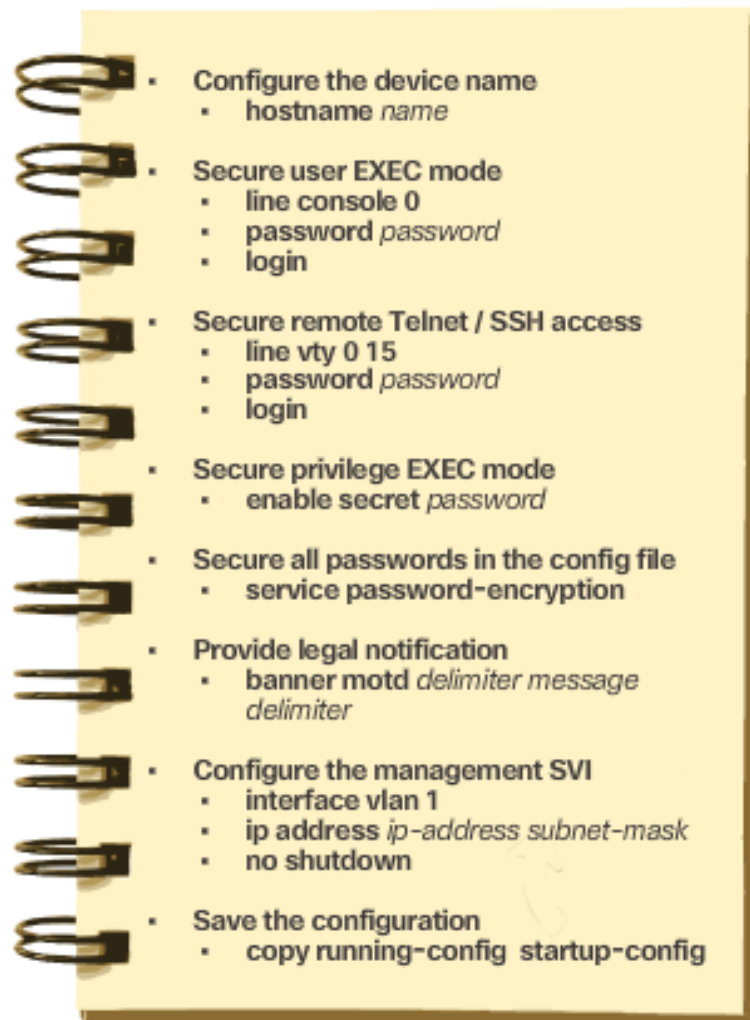 ▪ Configure the device name
▪ hostname name
▪ Secure user EXEC mode
▪ line console 0
▪ password password
▪ login
▪ Secure remote Telnet / SSH access
▪ line vty 0 15
▪ password password
▪ login
▪ Secure privilege EXEC mode
▪ enable secret password
▪ Secure all passwords in the config file
▪ service password-encryption
▪ Provide legal notification
▪ banner motd delimiter message
delimiter
▪ Configure the management SVI
▪ interface vlan 1
▪ ip address ip-address subnet-mask
▪ no shutdown
▪ Save the configuration
▪ copy running-config startup-config